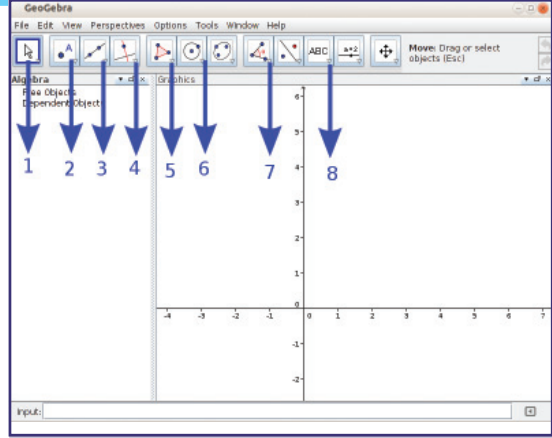 GeoGebra
File Edit View Perspectives Options Tools Window Help
A ABC a=2 Move: Drag or select objects (Esc)
Algebra Graphics
Free Objects
Dependent Objects
1 2 3 4 5 6 7 8
6
5
4
3
2
1
0
-4 -3 -2 -1 0 1 2 3 4 5 6 7
-1
-2
Input: